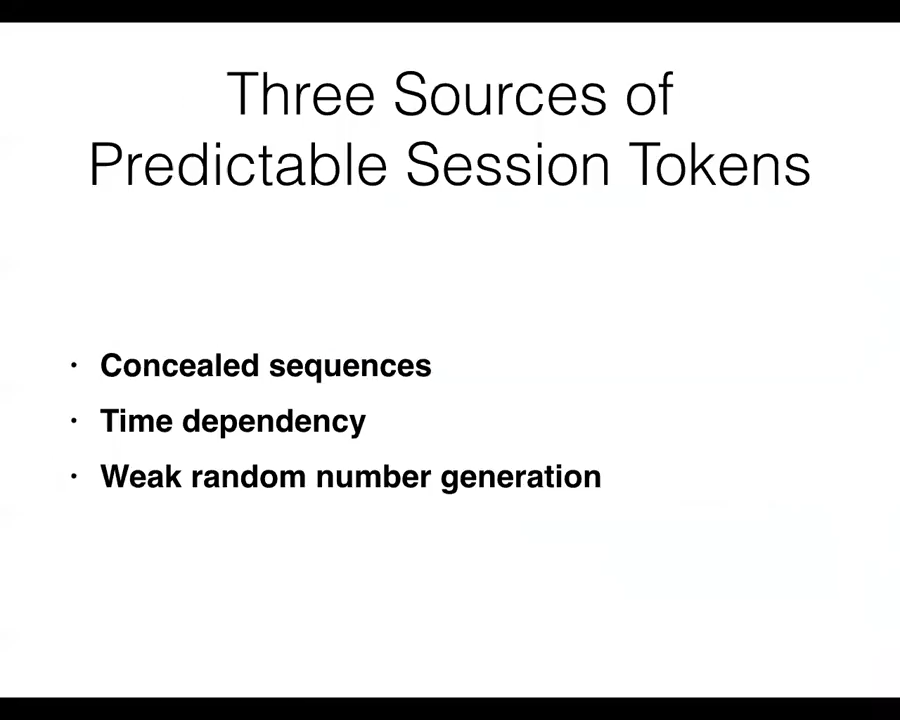 Three Sources of
Predictable Session Tokens
· Concealed sequences
· Time dependency
· Weak random number generation